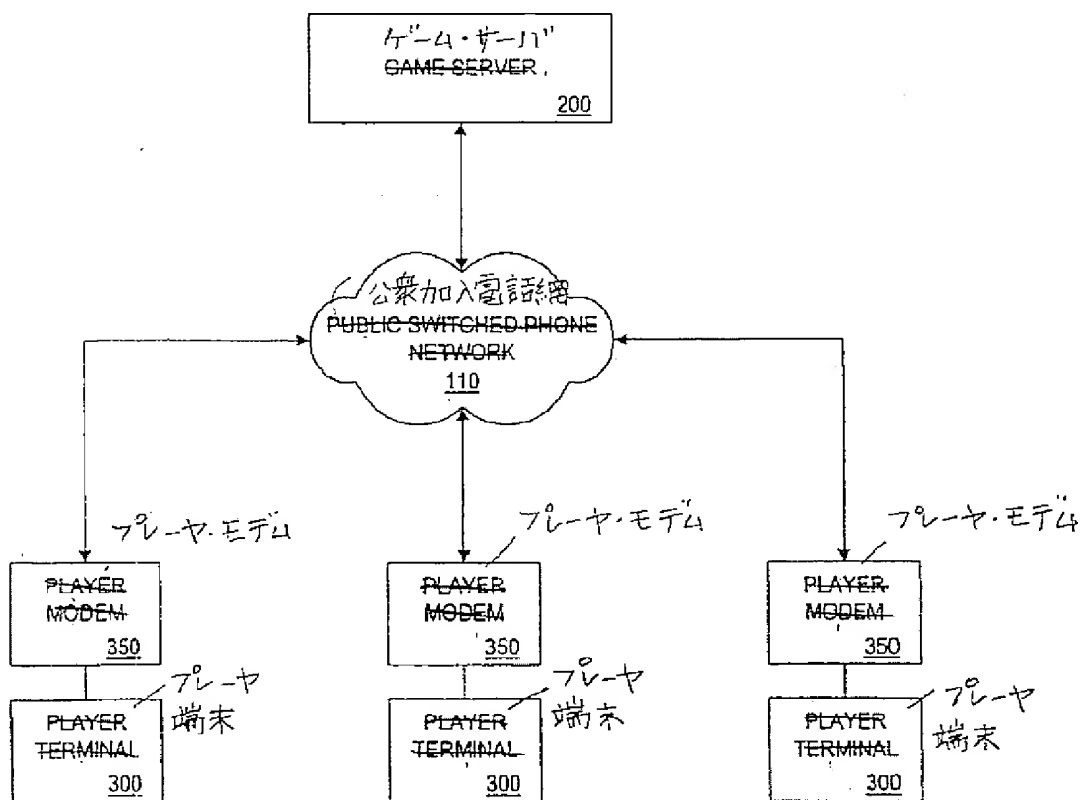 ゲーム・サーバ
GAME SERVER
200
公衆加入電話網
PUBLIC SWITCHED PHONE
NETWORK
110
プレーヤ・モデム
PLAYER
MODEM
350
プレーヤ・モデム
PLAYER
MODEM
350
プレーヤ・モデム
PLAYER
MODEM
350
プレーヤ
端末
PLAYER
TERMINAL
300
プレーヤ
端末
PLAYER
TERMINAL
300
プレーヤ
端末
PLAYER
TERMINAL
300